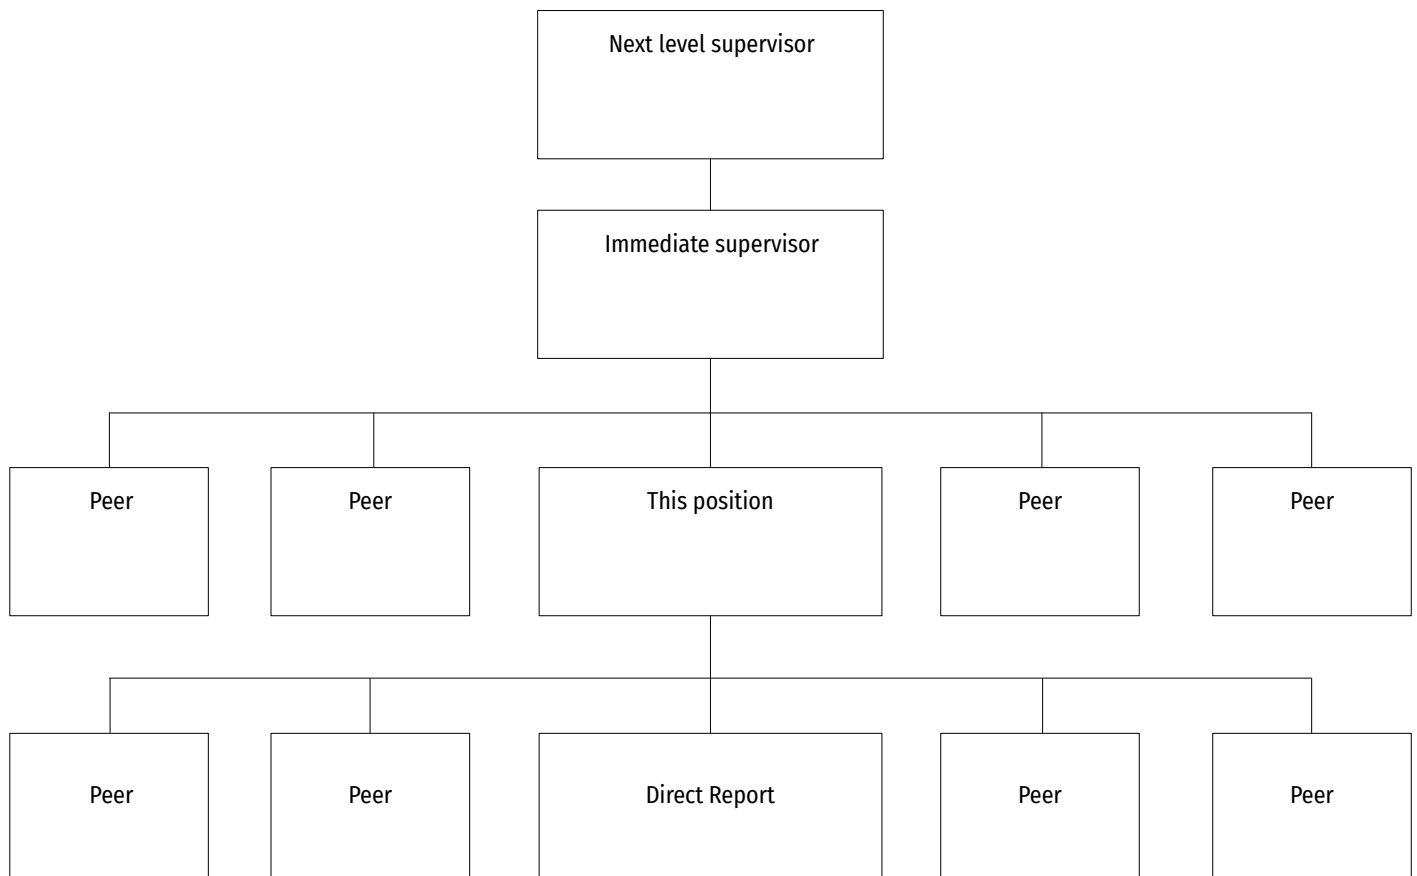 Next level supervisor
Immediate supervisor
Peer
Peer
This position
Peer
Peer
Peer
Peer
Direct Report
Peer
Peer